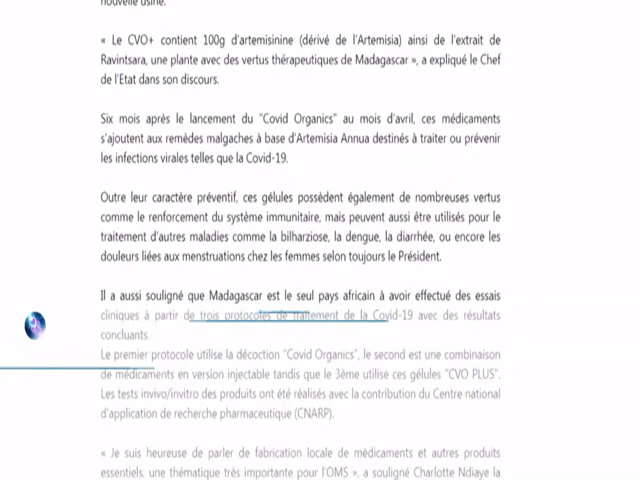 nouvelle usine.
« Le CVO+ contient 100g d'artemisinine (dérivé de l'Artemisia) ainsi de l'extrait de
Ravintsara, une plante avec des vertus thérapeutiques de Madagascar », a expliqué le Chef
de l'Etat dans son discours.
Six mois après le lancement du "Covid Organics" au mois d'avril, ces médicaments
s'ajoutent aux remèdes malgaches à base d'Artemisia Annua destinés à traiter ou prévenir
les infections virales telles que la Covid-19.
Outre leur caractère préventif, ces gélules possèdent également de nombreuses vertus
comme le renforcement du système immunitaire, mais peuvent aussi être utilisés pour le
traitement d'autres maladies comme la bilharziose, la dengue, la diarrhée, ou encore les
douleurs liées aux menstruations chez les femmes selon toujours le Président.
Il a aussi souligné que Madagascar est le seul pays africain à avoir effectué des essais
cliniques à partir de trois protocoles de traitement de la Covid-19 avec des résultats
concluants.
Le premier protocole utilise la décoction "Covid Organics", le second est une combinaison
de médicaments en version injectable tandis que le 3ème utilise ces gélules "CVO PLUS".
Les tests invivo/invitro des produits ont été réalisés avec la contribution du Centre national
d'application de recherche pharmaceutique (CNARP).
« Je suis heureuse de parler de fabrication locale de médicaments et autres produits
essentiels, une thématique très importante pour l'OMS », a souligné Charlotte Ndiaye la